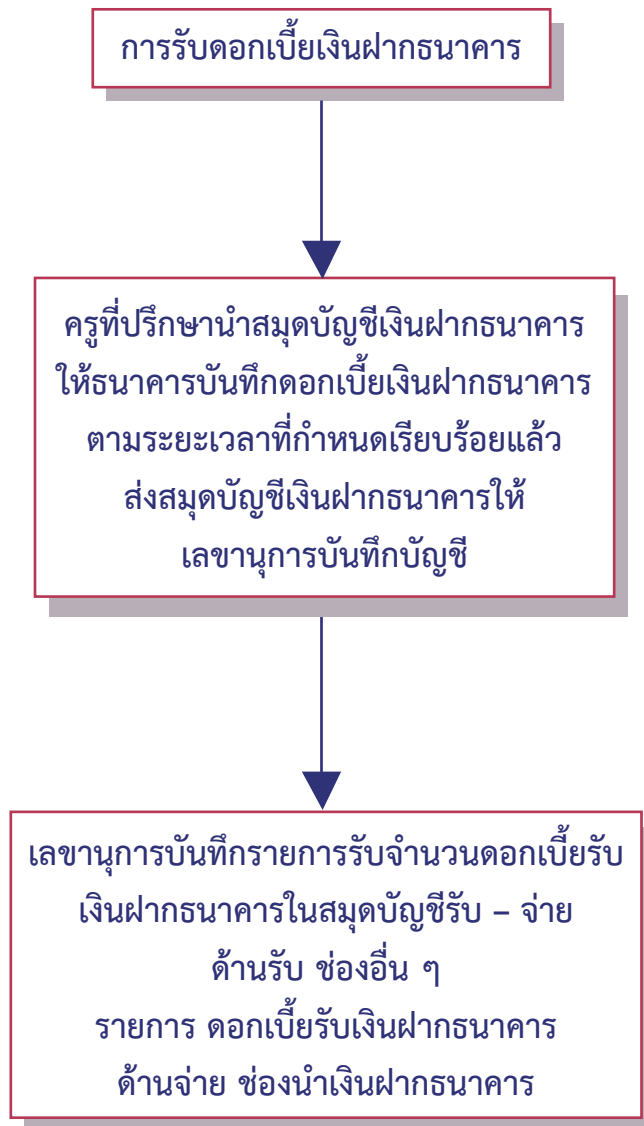 การรับดอกเบี้ยเงินฝากธนาคาร
ครูที่ปรึกษานำสมุดบัญชีเงินฝากธนาคาร
ให้ธนาคารบันทึกดอกเบี้ยเงินฝากธนาคาร
ตามระยะเวลาที่กำหนดเรียบร้อยแล้ว
ส่งสมุดบัญชีเงินฝากธนาคารให้
เลขานุการบันทึกบัญชี
เลขานุการบันทึกรายการรับจำนวนดอกเบี้ยรับ
เงินฝากธนาคารในสมุดบัญชีรับ – จ่าย
ด้านรับ ช่องอื่น ๆ
รายการ ดอกเบี้ยรับเงินฝากธนาคาร
ด้านจ่าย ช่องนำเงินฝากธนาคาร